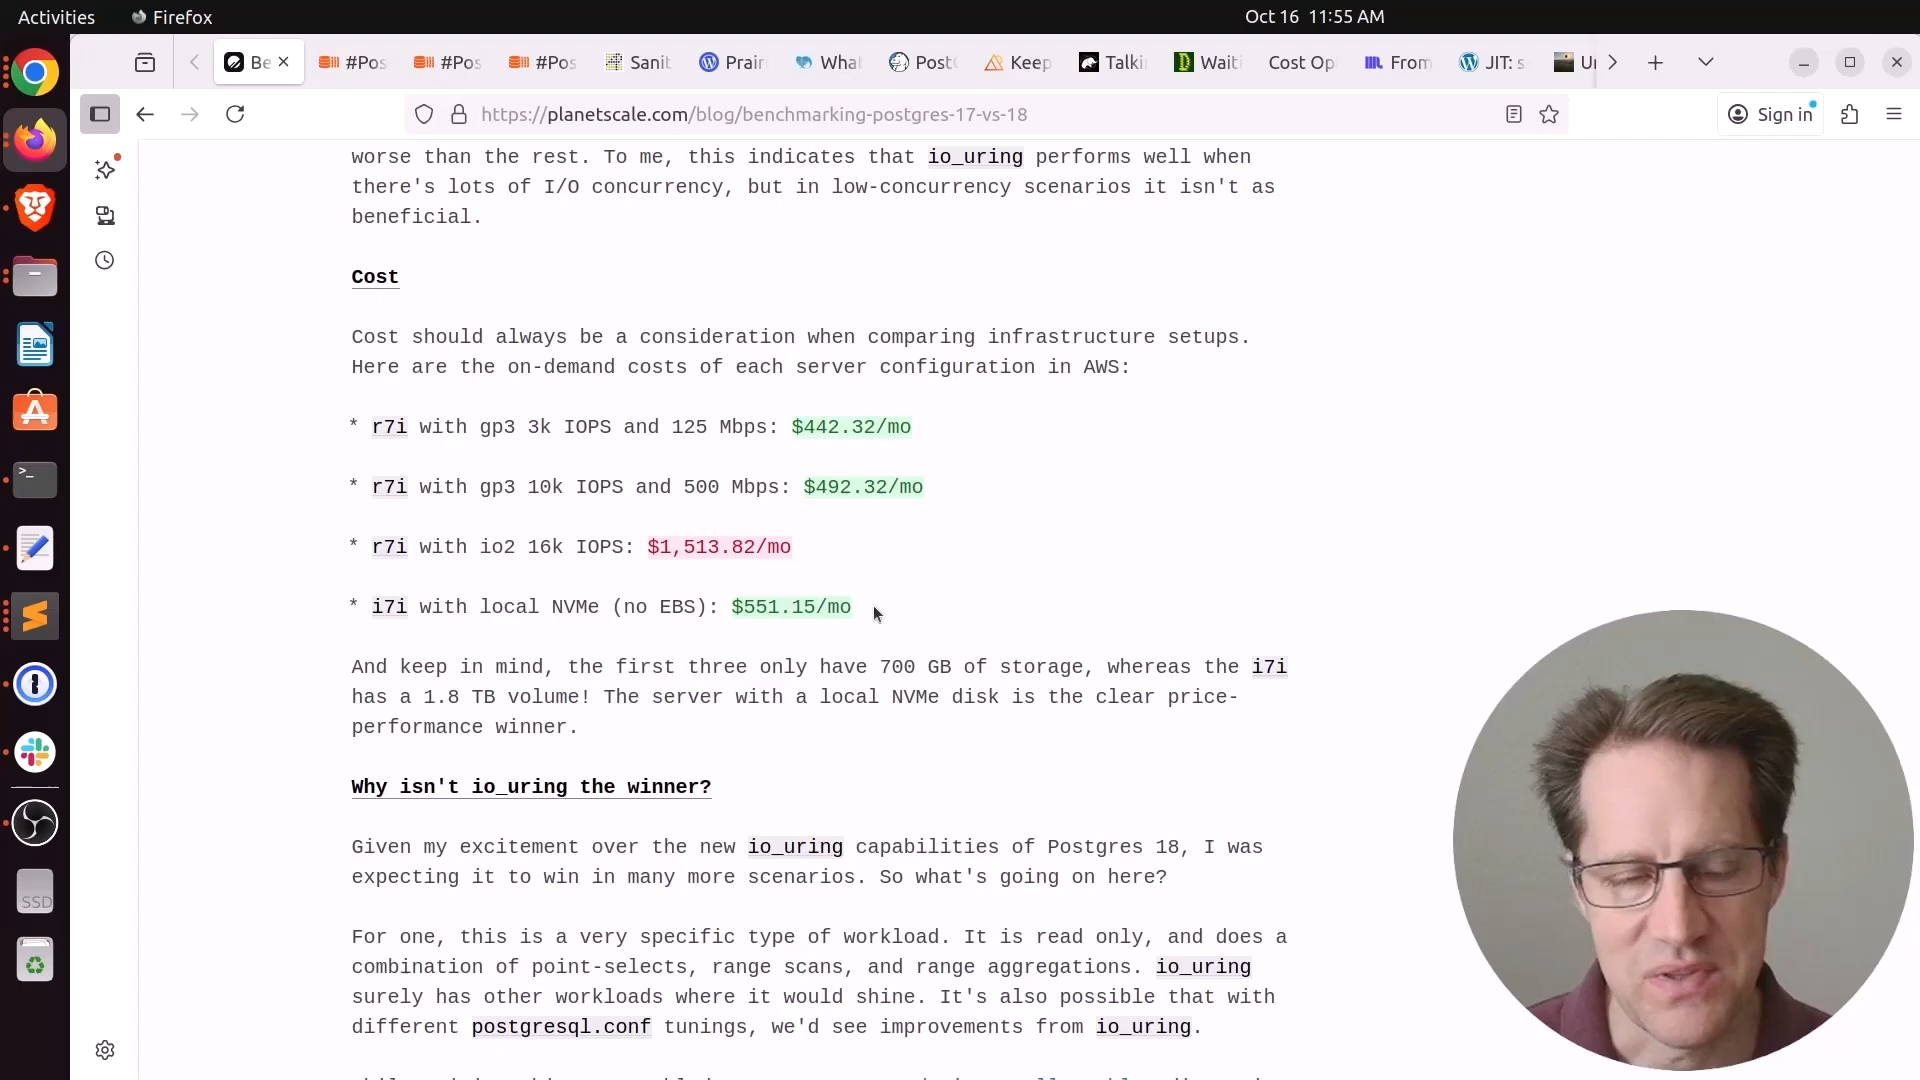 Activities
Firefox
Oct 16 11:55 AM
Be
#Pos
#Pos
#Pos
Sanit
Prair
What
Post
Keep
Talki
Waiti
Cost Op
From
JIT: s
Ur
https://planetscale.com/blog/benchmarking-postgres-17-vs-18
Sign in
worse than the rest. To me, this indicates that io_uring performs well when
there's lots of I/O concurrency, but in low-concurrency scenarios it isn't as
beneficial.
Cost
Cost should always be a consideration when comparing infrastructure setups.
Here are the on-demand costs of each server configuration in AWS:
* r7i with gp3 3k IOPS and 125 Mbps: $442.32/mo
* r7i with gp3 10k IOPS and 500 Mbps: $492.32/mo
* r7i with io2 16k IOPS: $1,513.82/mo
* i7i with local NVMe (no EBS): $551.15/mo
And keep in mind, the first three only have 700 GB of storage, whereas the i7i
has a 1.8 TB volume! The server with a local NVMe disk is the clear price-
performance winner.
Why isn't io_uring the winner?
Given my excitement over the new io_uring capabilities of Postgres 18, I was
expecting it to win in many more scenarios. So what's going on here?
For one, this is a very specific type of workload. It is read only, and does a
combination of point-selects, range scans, and range aggregations. io_uring
surely has other workloads where it would shine. It's also possible that with
different postgresql.conf tunings, we'd see improvements from io_uring.
SSD